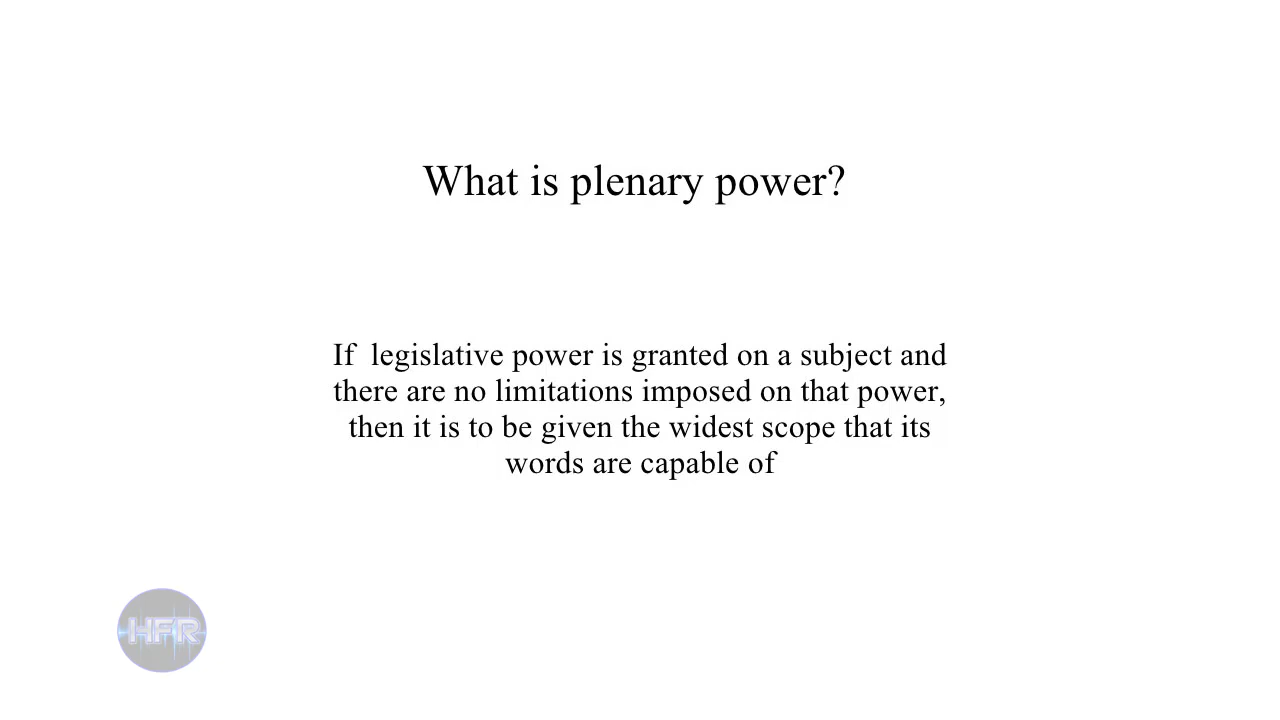 What is plenary power?
If  legislative power is granted on a subject and
there are no limitations imposed on that power,
then it is to be given the widest scope that its
words are capable of
HFR